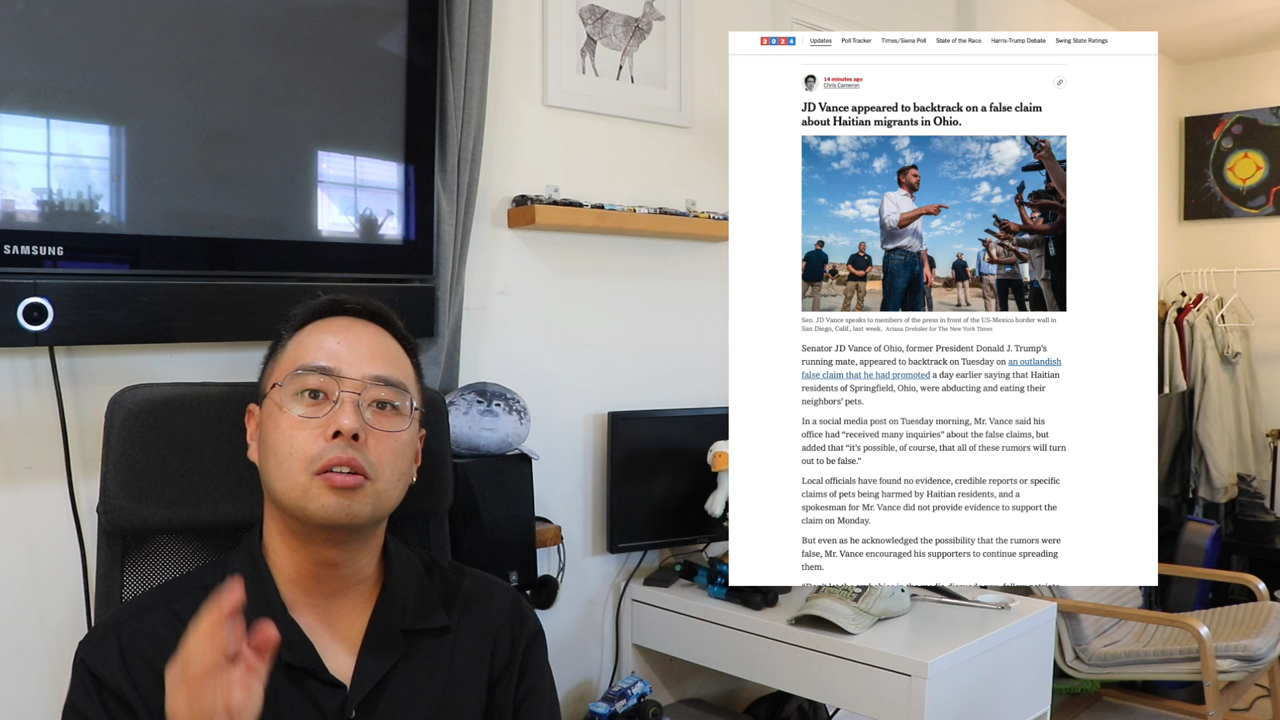 SAMSUNG
2024
Updates
Poll Tracker
Times/Siena Poll
State of the Race
Harris-Trump Debate
Swing State Ratings
14 minutes ago
Chris Cameron
JD Vance appeared to backtrack on a false claim
about Haitian migrants in Ohio.
Sen. JD Vance speaks to members of the press in front of the US-Mexico border wall in
San Diego, Calif., last week. Ariana Drehsler for The New York Times
Senator JD Vance of Ohio, former President Donald J. Trump's
running mate, appeared to backtrack on Tuesday on an outlandish
false claim that he had promoted a day earlier saying that Haitian
residents of Springfield, Ohio, were abducting and eating their
neighbors' pets.
In a social media post on Tuesday morning, Mr. Vance said his
office had “received many inquiries” about the false claims, but
added that “it's possible, of course, that all of these rumors will turn
out to be false.”
Local officials have found no evidence, credible reports or specific
claims of pets being harmed by Haitian residents, and a
spokesman for Mr. Vance did not provide evidence to support the
claim on Monday.
But even as he acknowledged the possibility that the rumors were
false, Mr. Vance encouraged his supporters to continue spreading
them.